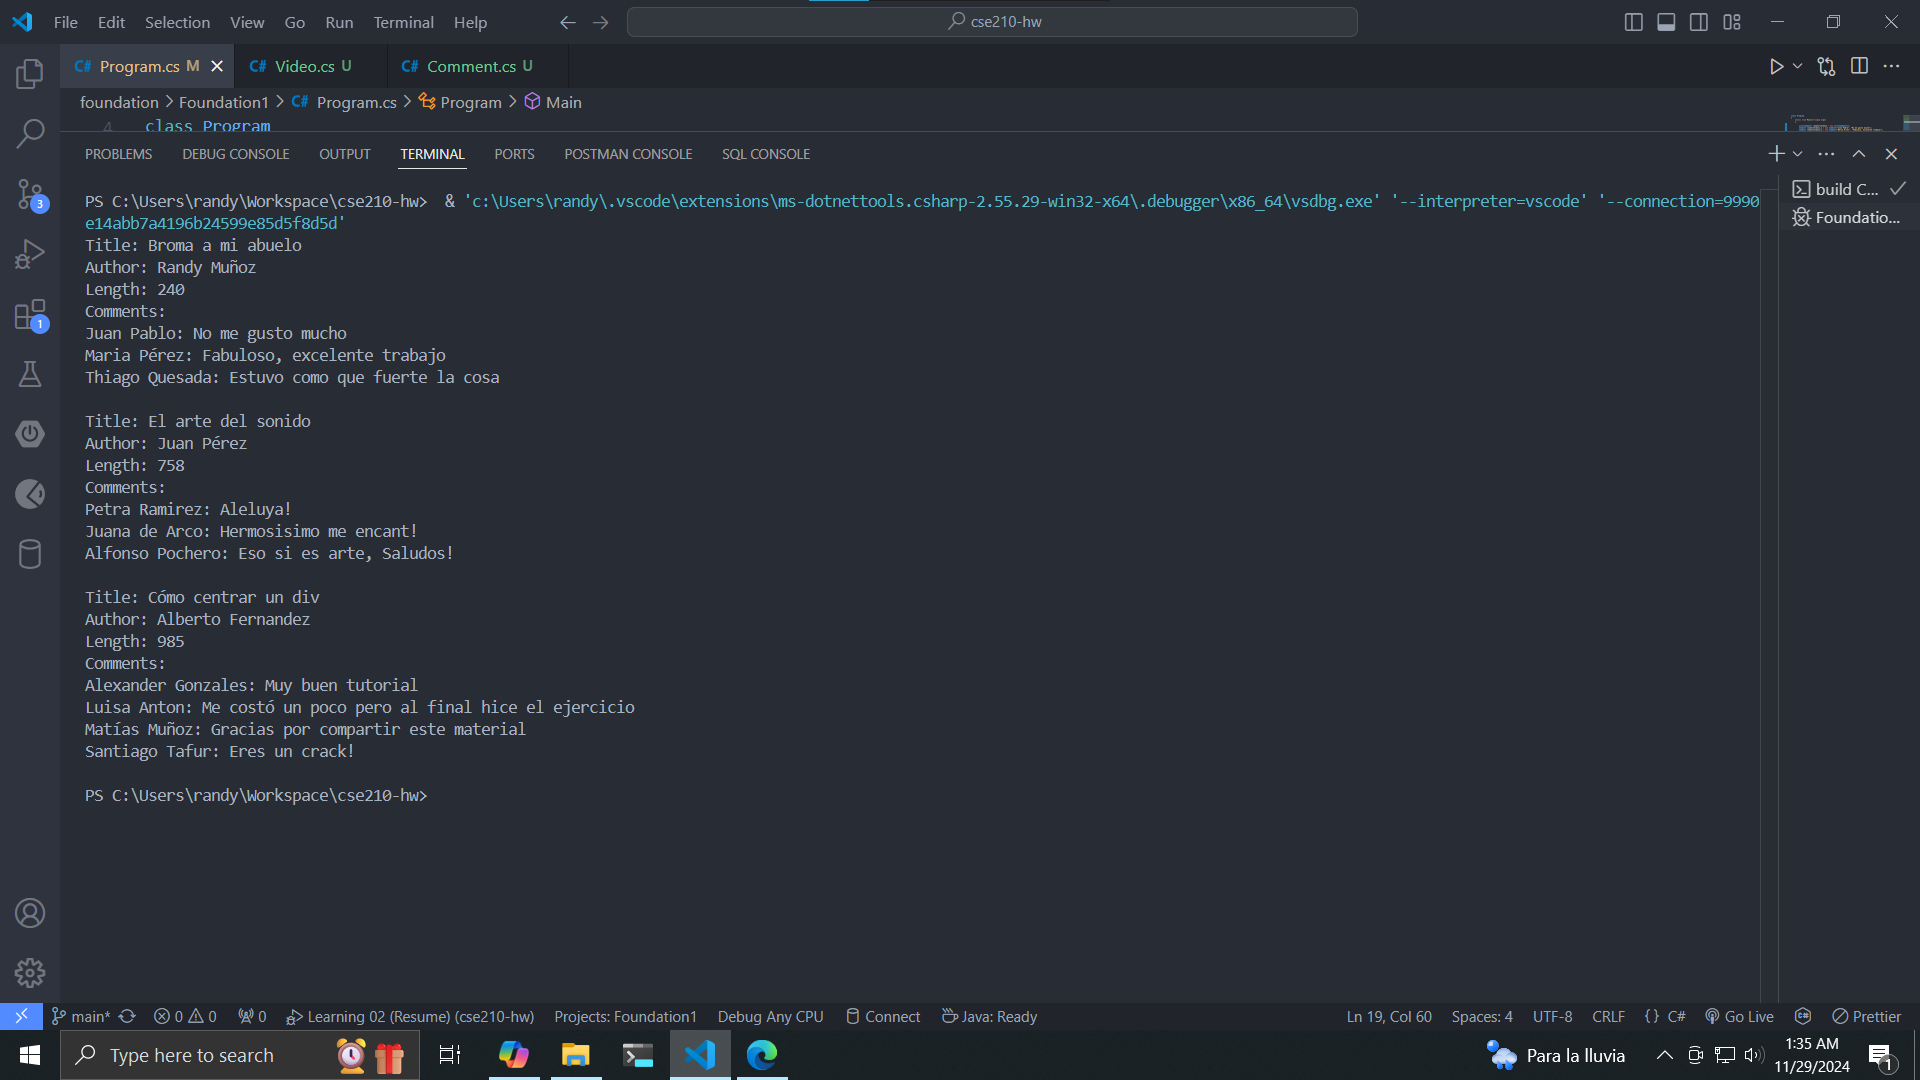 File Edit Selection View Go Run Terminal Help
cse210-hw
C# Program.cs M
C# Video.cs U
C# Comment.cs U
foundation > Foundation1 > C# Program.cs > Program > Main
4 class Program
PROBLEMS DEBUG CONSOLE OUTPUT TERMINAL PORTS POSTMAN CONSOLE SQL CONSOLE
PS C:\Users\randy\Workspace\cse210-hw>  & 'c:\Users\randy\.vscode\extensions\ms-dotnettools.csharp-2.55.29-win32-x64\.debugger\x86_64\vsdbg.exe' '--interpreter=vscode' '--connection=9990
e14abb7a4196b24599e85d5f8d5d'
Title: Broma a mi abuelo
Author: Randy Muñoz
Length: 240
Comments:
Juan Pablo: No me gusto mucho
Maria Pérez: Fabuloso, excelente trabajo
Thiago Quesada: Estuvo como que fuerte la cosa
Title: El arte del sonido
Author: Juan Pérez
Length: 758
Comments:
Petra Ramirez: Aleluya!
Juana de Arco: Hermosisimo me encant!
Alfonso Pochero: Eso si es arte, Saludos!
Title: Cómo centrar un div
Author: Alberto Fernandez
Length: 985
Comments:
Alexander Gonzales: Muy buen tutorial
Luisa Anton: Me costó un poco pero al final hice el ejercicio
Matías Muñoz: Gracias por compartir este material
Santiago Tafur: Eres un crack!
PS C:\Users\randy\Workspace\cse210-hw>
build C...
Foundatio...
3
1
main* 0 0 0 Learning 02 (Resume) (cse210-hw) Projects: Foundation1 Debug Any CPU Connect Java: Ready
Ln 19, Col 60 Spaces: 4 UTF-8 CRLF {} C# Go Live Prettier
Type here to search
Para la lluvia
1:35 AM
11/29/2024
1